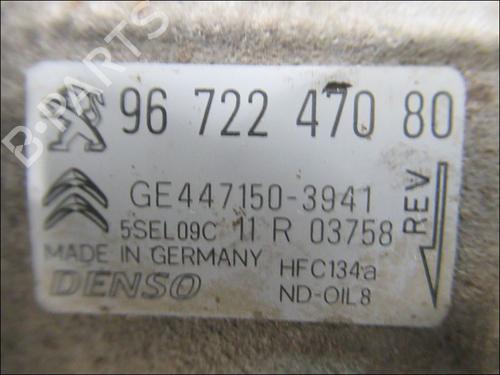 96 722 470 80
GE447150-3941
5SEL09C 11 R 03758
MADE IN GERMANY HFC134a
DENSO ND-OIL8
REV
B-PARTS